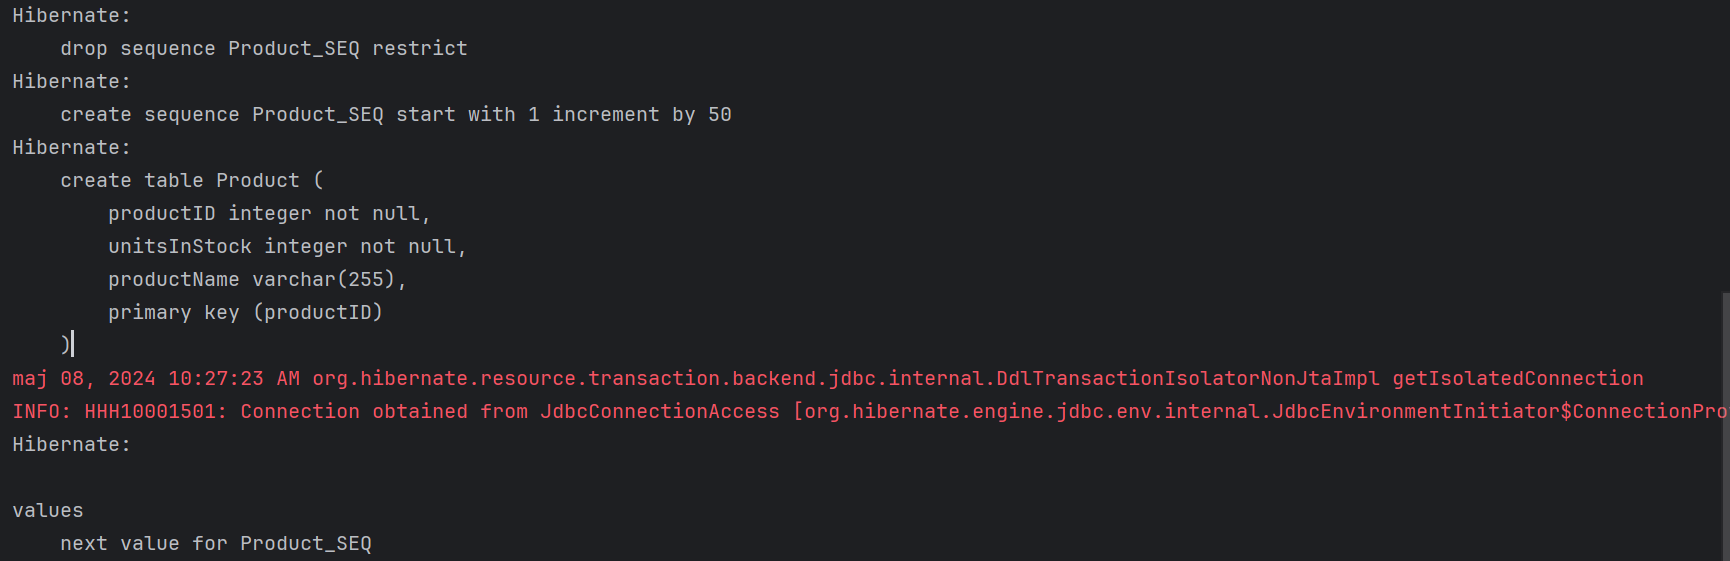 Hibernate:
    drop sequence Product_SEQ restrict
Hibernate:
    create sequence Product_SEQ start with 1 increment by 50
Hibernate:
    create table Product (
        productID integer not null,
        unitsInStock integer not null,
        productName varchar(255),
        primary key (productID)
    )
maj 08, 2024 10:27:23 AM org.hibernate.resource.transaction.backend.jdbc.internal.DdlTransactionIsolatorNonJtaImpl getIsolatedConnection
INFO: HHH10001501: Connection obtained from JdbcConnectionAccess [org.hibernate.engine.jdbc.env.internal.JdbcEnvironmentInitiator$ConnectionPro
Hibernate:

values
    next value for Product_SEQ